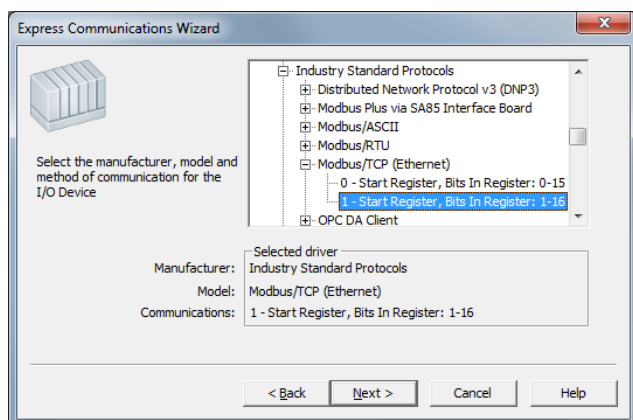 Express Communications Wizard
Select the manufacturer, model and
method of communication for the
I/O Device
Industry Standard Protocols
Distributed Network Protocol v3 (DNP3)
Modbus Plus via SA85 Interface Board
Modbus/ASCII
Modbus/RTU
Modbus/TCP (Ethernet)
0 - Start Register, Bits In Register: 0-15
1 - Start Register, Bits In Register: 1-16
OPC DA Client
Selected driver
Manufacturer: Industry Standard Protocols
Model: Modbus/TCP (Ethernet)
Communications: 1 - Start Register, Bits In Register: 1-16
< Back Next > Cancel Help